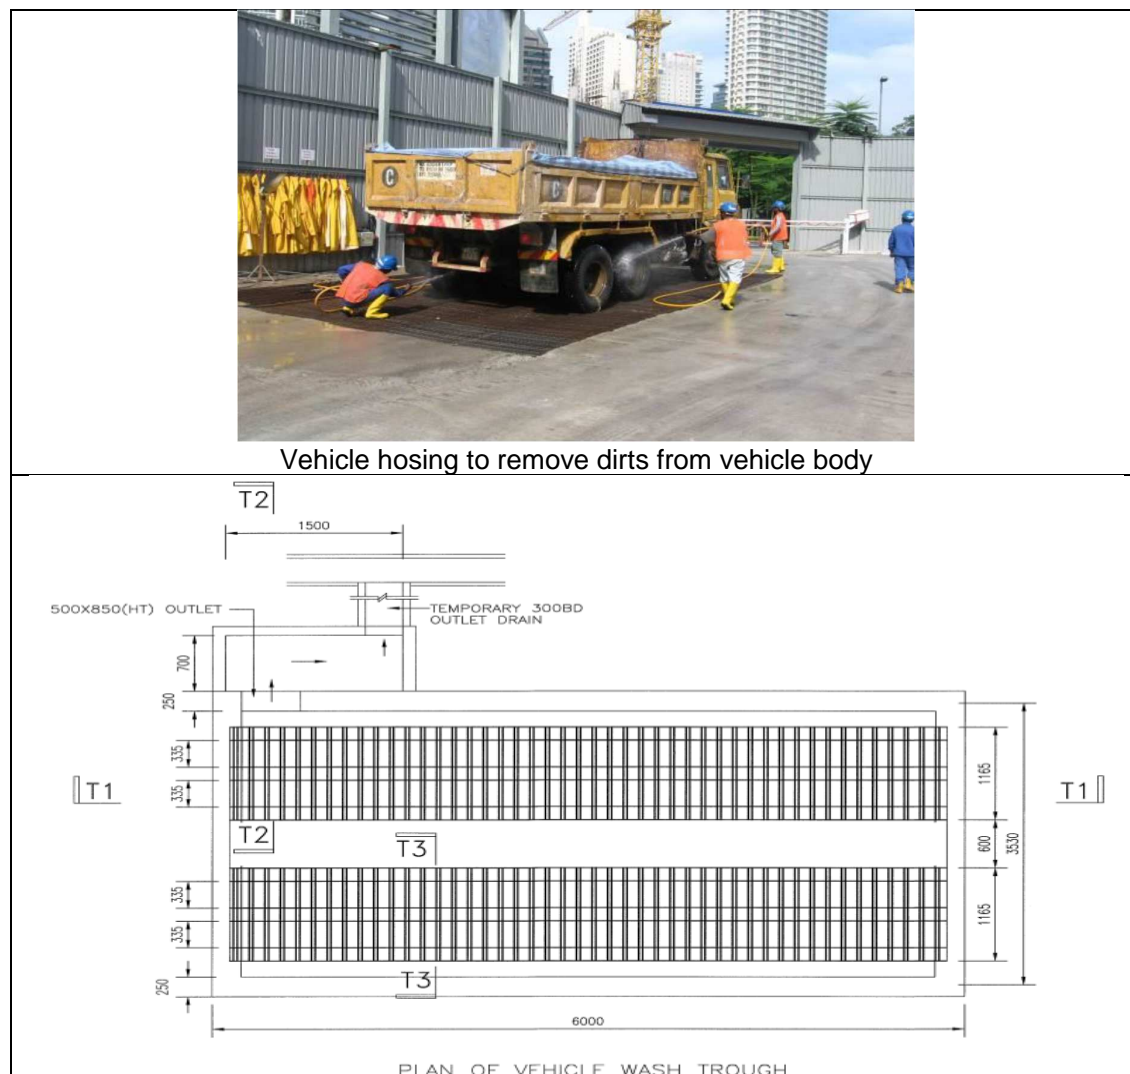 C
C
Vehicle hosing to remove dirts from vehicle body
T2
1500
500X850(HT) OUTLET
TEMPORARY 300BD
OUTLET DRAIN
700
250
335
335
T1
T1
1165
T2
T3
600
3530
335
335
1165
250
T3
6000
PLAN OF VEHICLE WASH TROUGH